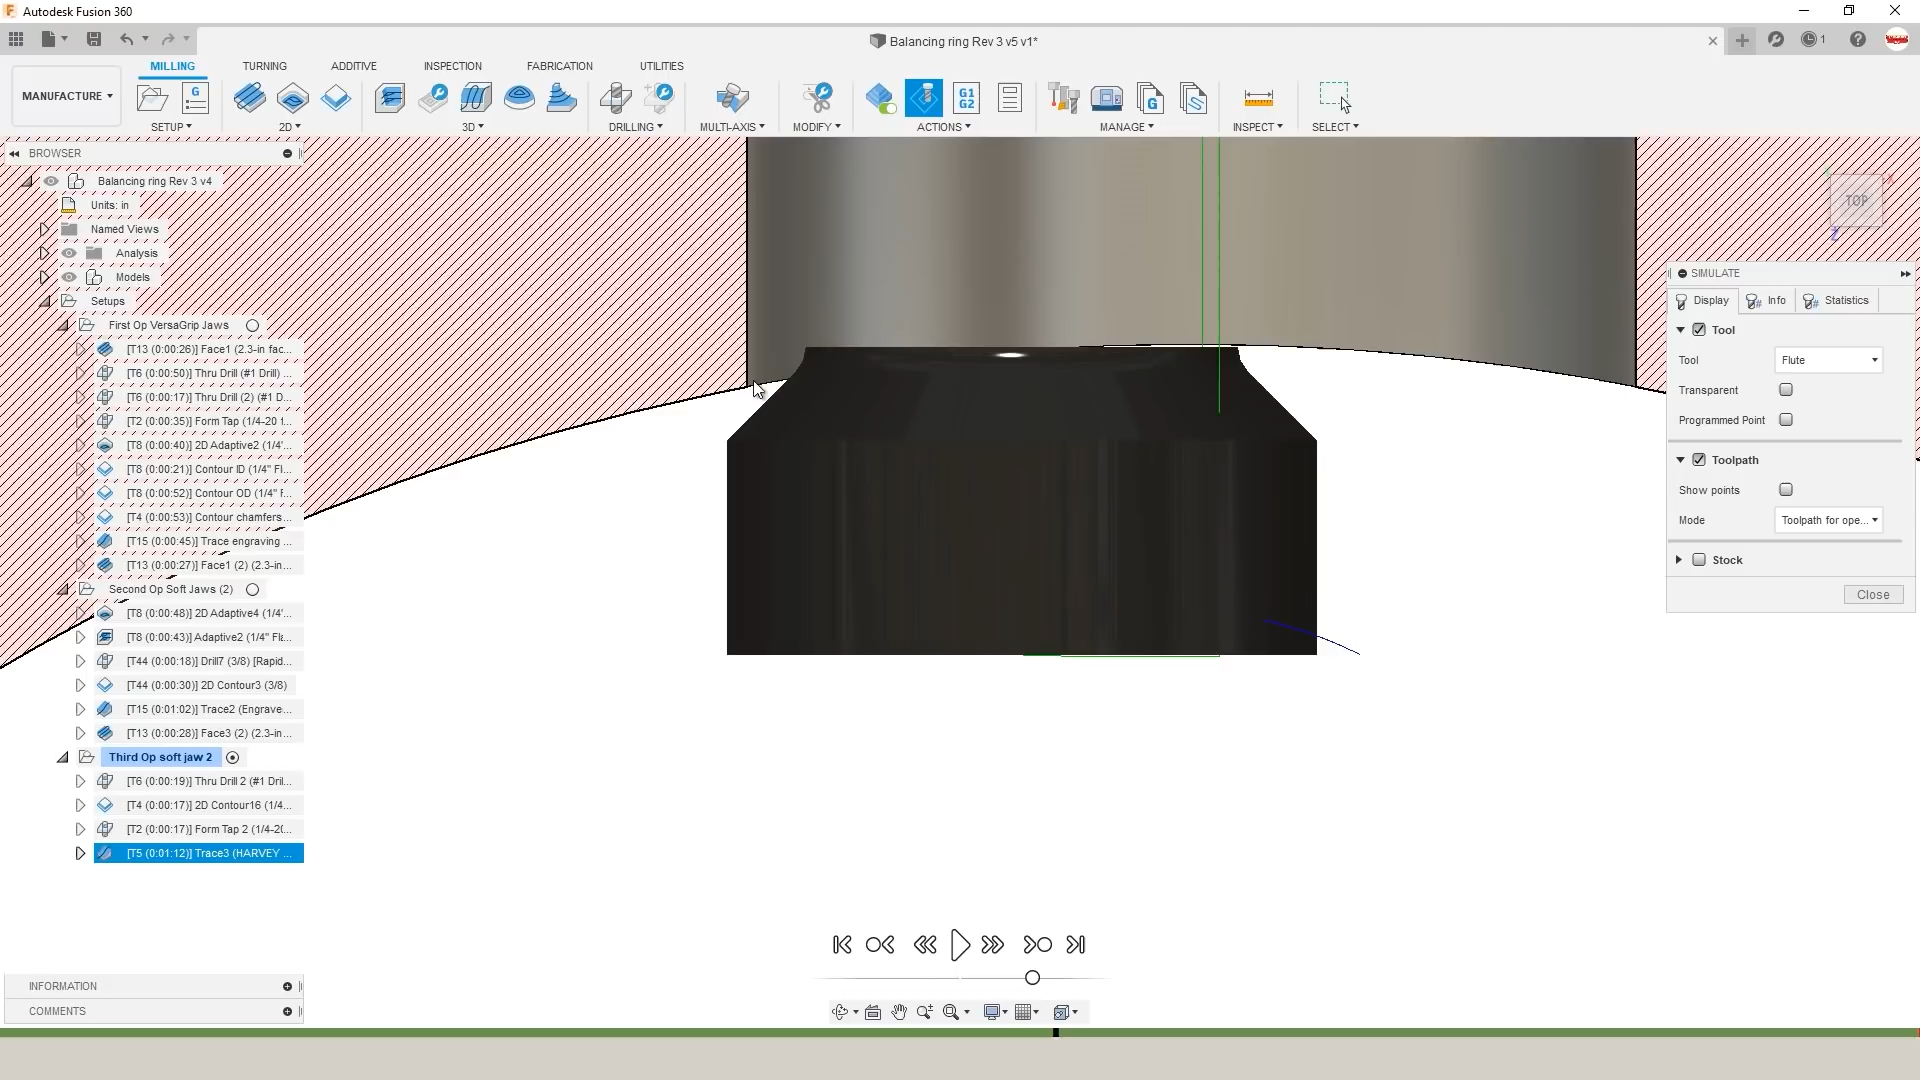 Autodesk Fusion 360
Balancing ring Rev 3 v5 v1*
1
MILLING
TURNING
ADDITIVE
INSPECTION
FABRICATION
UTILITIES
MANUFACTURE
G
G1
G2
G
SETUP
2D
3D
DRILLING
MULTI-AXIS
MODIFY
ACTIONS
MANAGE
INSPECT
SELECT
BROWSER
Balancing ring Rev 3 v4
Units: in
Named Views
Analysis
Models
Setups
First Op VersaGrip Jaws
[T13 (0:00:26)] Face1 (2.3-in fac...
[T6 (0:00:50)] Thru Drill (#1 Drill) ...
[T6 (0:00:17)] Thru Drill (2) (#1 D...
[T2 (0:00:35)] Form Tap (1/4-20 t...
[T8 (0:00:40)] 2D Adaptive2 (1/4"...
[T8 (0:00:21)] Contour ID (1/4" Fl...
[T8 (0:00:52)] Contour OD (1/4" F...
[T4 (0:00:53)] Contour chamfers...
[T15 (0:00:45)] Trace engraving ...
[T13 (0:00:27)] Face1 (2) (2.3-in...
Second Op Soft Jaws (2)
[T8 (0:00:48)] 2D Adaptive4 (1/4"...
[T8 (0:00:43)] Adaptive2 (1/4" Fla...
[T44 (0:00:18)] Drill7 (3/8) [Rapid...
[T44 (0:00:30)] 2D Contour3 (3/8)
[T15 (0:01:02)] Trace2 (Engrave...
[T13 (0:00:28)] Face3 (2) (2.3-in...
Third Op soft jaw 2
[T6 (0:00:19)] Thru Drill 2 (#1 Dril...
[T4 (0:00:17)] 2D Contour16 (1/4...
[T2 (0:00:17)] Form Tap 2 (1/4-20...
[T5 (0:01:12)] Trace3 (HARVEY ...
TOP
X
Z
SIMULATE
Display
Info
Statistics
Tool
Tool
Flute
Transparent
Programmed Point
Toolpath
Show points
Mode
Toolpath for ope...
Stock
Close
INFORMATION
COMMENTS